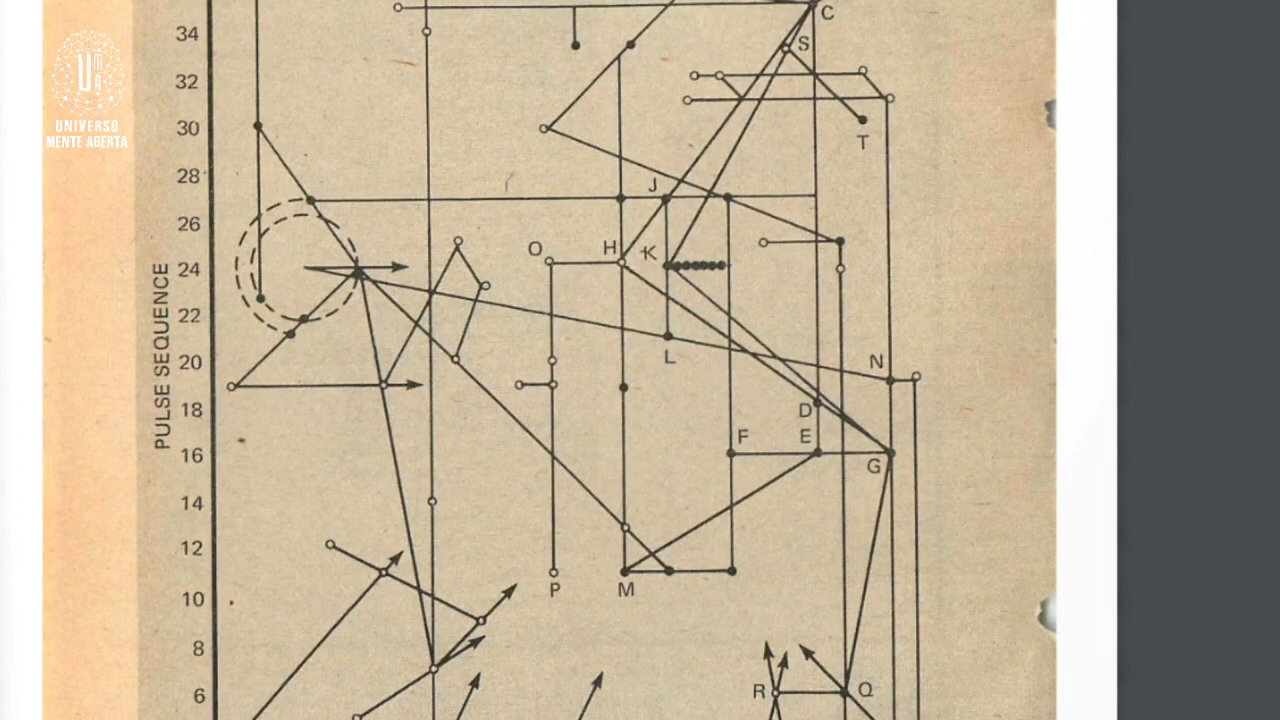 34
C
S
32
UNIVERSO
MENTE ABERTA
30
T
28
J
26
O
H
K
24
22
L
N
20
D
18
F
E
16
G
14
12
P
M
10
8
R
Q
6
PULSE SEQUENCE